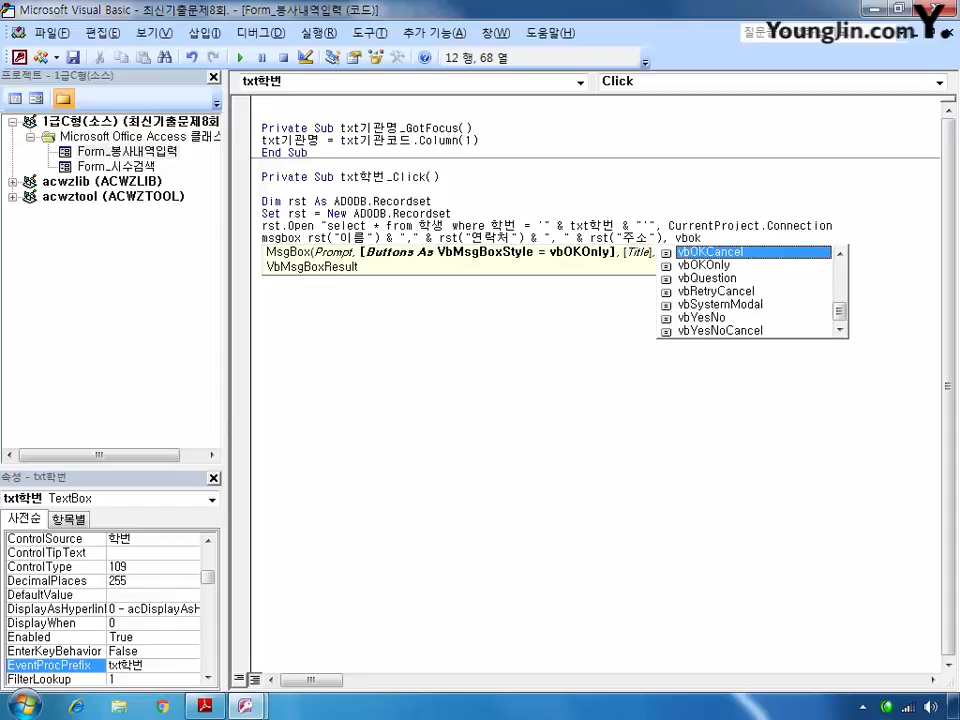 Microsoft Visual Basic - 최신기출문제8회. - [Form_봉사내역입력 (코드)]
Younglin.com Y
파일(F) 편집(E) 보기(V) 삽입(I) 디버그(D) 실행(R) 도구(T) 추가 기능(A) 창(W) 도움말(H)
12 행, 68 열
프로젝트 - 1급C형(소스)
1급C형(소스) (최신기출문제8회
Microsoft Office Access 클래스
Form_봉사내역입력
Form_시수검색
acwzlib (ACWZLIB)
acwztool (ACWZTOOL)
속성 - txt학번
txt학번 TextBox
사전순 항목별
ControlSource 학번
ControlTipText
ControlType 109
DecimalPlaces 255
DefaultValue
DisplayAsHyperlinl 0 - acDisplayAsH
DisplayWhen 0
Enabled True
EnterKeyBehavior False
EventProcPrefix txt학번
FilterLookup 1
txt학번 Click
Private Sub txt기관명_GotFocus()
txt기관명 = txt기관코드.Column(1)
End Sub
Private Sub txt학번_Click()
Dim rst As ADODB.Recordset
Set rst = New ADODB.Recordset
rst.Open "select * from 학생 where 학번 = '" & txt학번 & "'", CurrentProject.Connection
msgbox rst("이름") & "," & rst("연락처") & ", " & rst("주소"), vbok
MsgBox(Prompt, [Buttons As VbMsgBoxStyle = vbOKOnly], [Title],
VbMsgBoxResult
vbOKCancel
vbOKOnly
vbQuestion
vbRetryCancel
vbSystemModal
vbYesNo
vbYesNoCancel